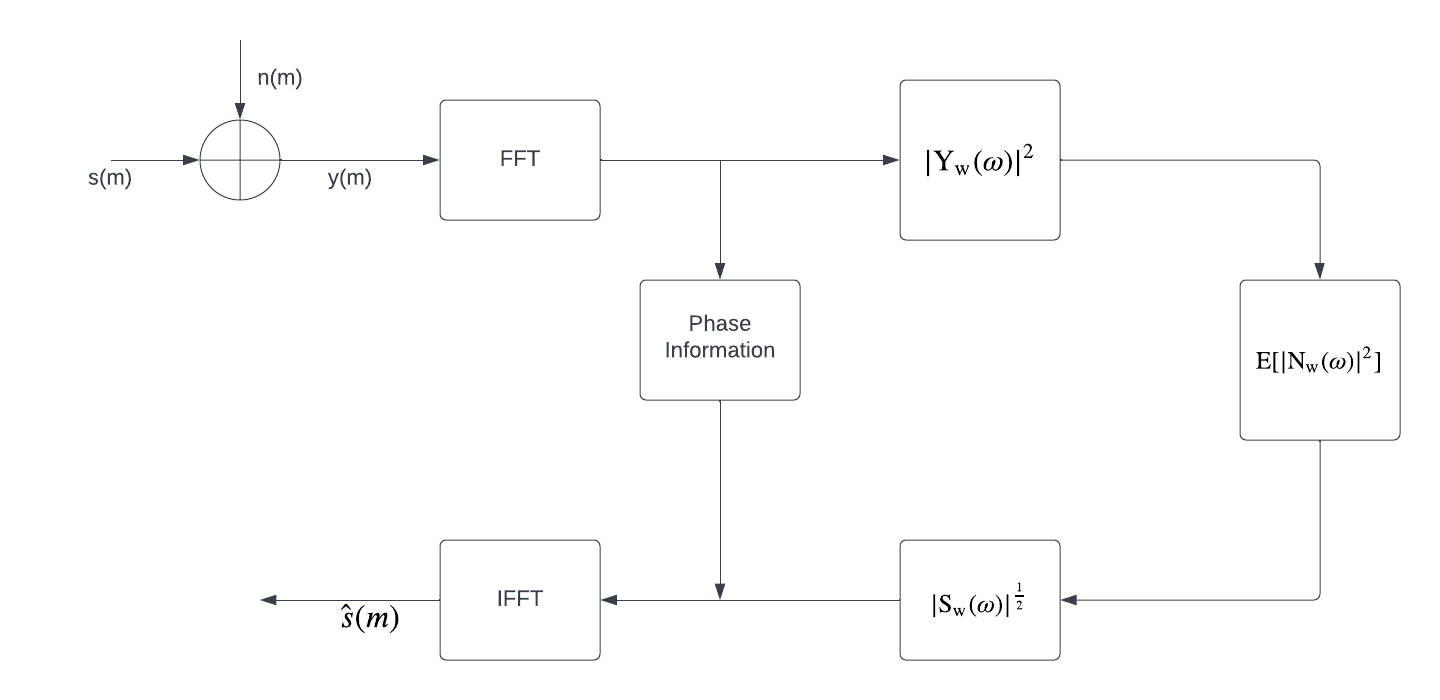 n(m)
s(m)
y(m)
FFT
|Y_w(ω)|²
Phase
Information
E[|N_w(ω)|²]
IFFT
|S_w(ω)|^{1/2}
ŝ(m)